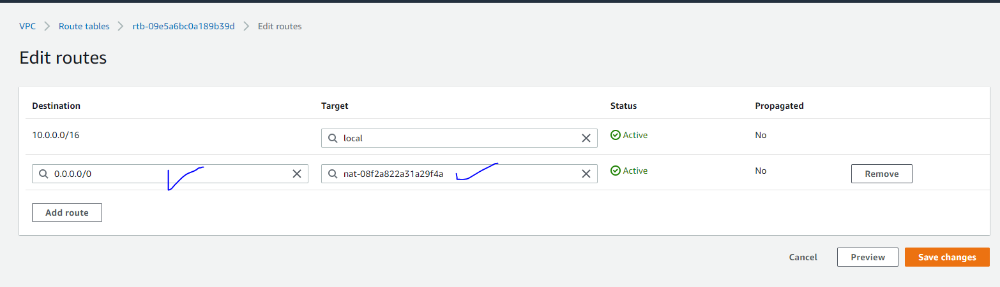 VPC > Route tables > rtb-09e5a6bc0a189b39d > Edit routes
Edit routes
Destination Target Status Propagated
10.0.0.0/16 local Active No
0.0.0.0/0 nat-08f2a822a31a29f4a Active No Remove
Add route
Cancel Preview Save changes